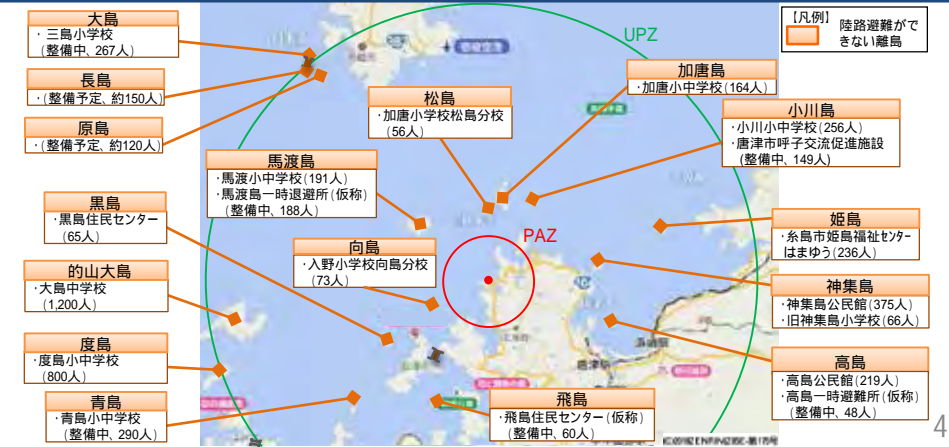 大島
・三島小学校
(整備中、267人)
長島
・(整備予定、約150人)
原島
・(整備予定、約120人)
馬渡島
・馬渡小中学校(191人)
・馬渡島一時退避所(仮称)
(整備中、188人)
黒島
・黒島住民センター
(65人)
向島
・入野小学校向島分校
(73人)
的山大島
・大島中学校
(1,200人)
度島
・度島小中学校
(800人)
青島
・青島小中学校
(整備中、290人)
松島
・加唐小学校松島分校
(56人)
UPZ
PAZ
加唐島
・加唐小中学校(164人)
【凡例】
陸路避難がで
きない離島
小川島
・小川小中学校(256人)
・唐津市呼子交流促進施設
(整備中、149人)
姫島
・糸島市姫島福祉センター
はまゆう(236人)
神集島
・神集島公民館(375人)
・旧神集島小学校(66人)
高島
・高島公民館(219人)
・高島一時避難所(仮称)
(整備中、48人)
飛島
・飛島住民センター(仮称)
(整備中、60人)
唐津市
4